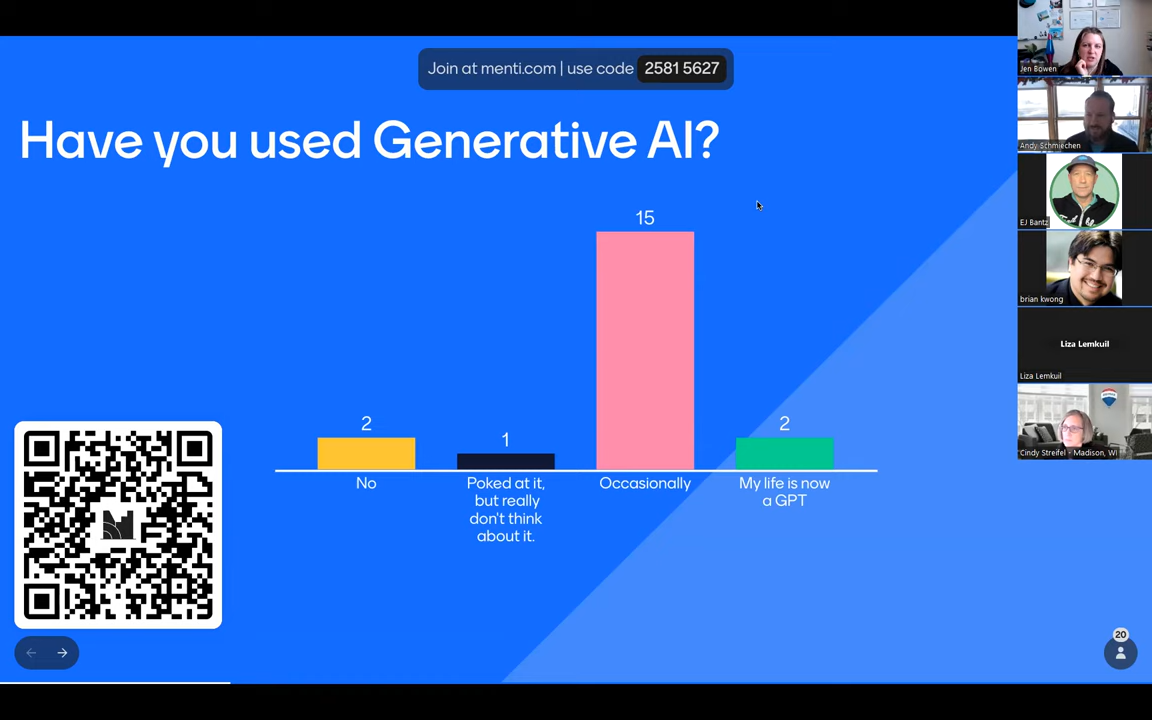 Join at menti.com | use code 2581 5627
Have you used Generative AI?
15
2
1
2
No
Poked at it,
but really
don't think
about it.
Occasionally
My life is now
a GPT
20
Jen Bowen
Andy Schmiechen
EJ Bantz
brian kwong
Liza Lemkuil
Liza Lemkuil
Cindy Streifel - Madison, WI